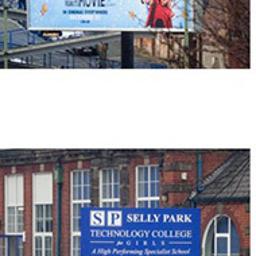 MOVIE
IN CINEMAS EVERYWHERE
SP SELLY PARK
TECHNOLOGY COLLEGE
for GIRLS
A High Performing Specialist School